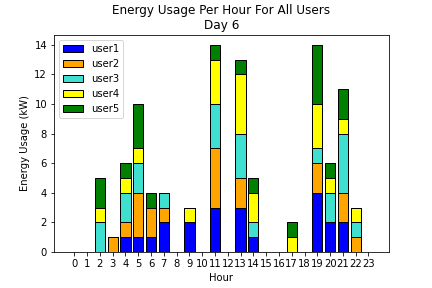 Energy Usage Per Hour For All Users
Day 6
14
12
10
8
6
4
2
0
Energy Usage (kW)
user1
user2
user3
user4
user5
0 1 2 3 4 5 6 7 8 9 10 11 12 13 14 15 16 17 18 19 20 21 22 23
Hour